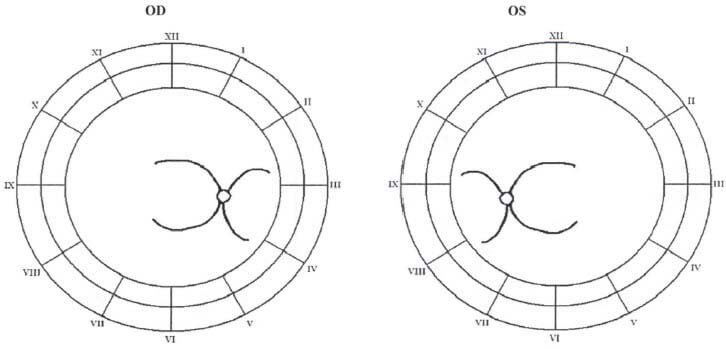 OD OS
XII XII
XI I XI I
X II X II
IX III IX III
VIII IV VIII IV
VII V VII V
VI VI